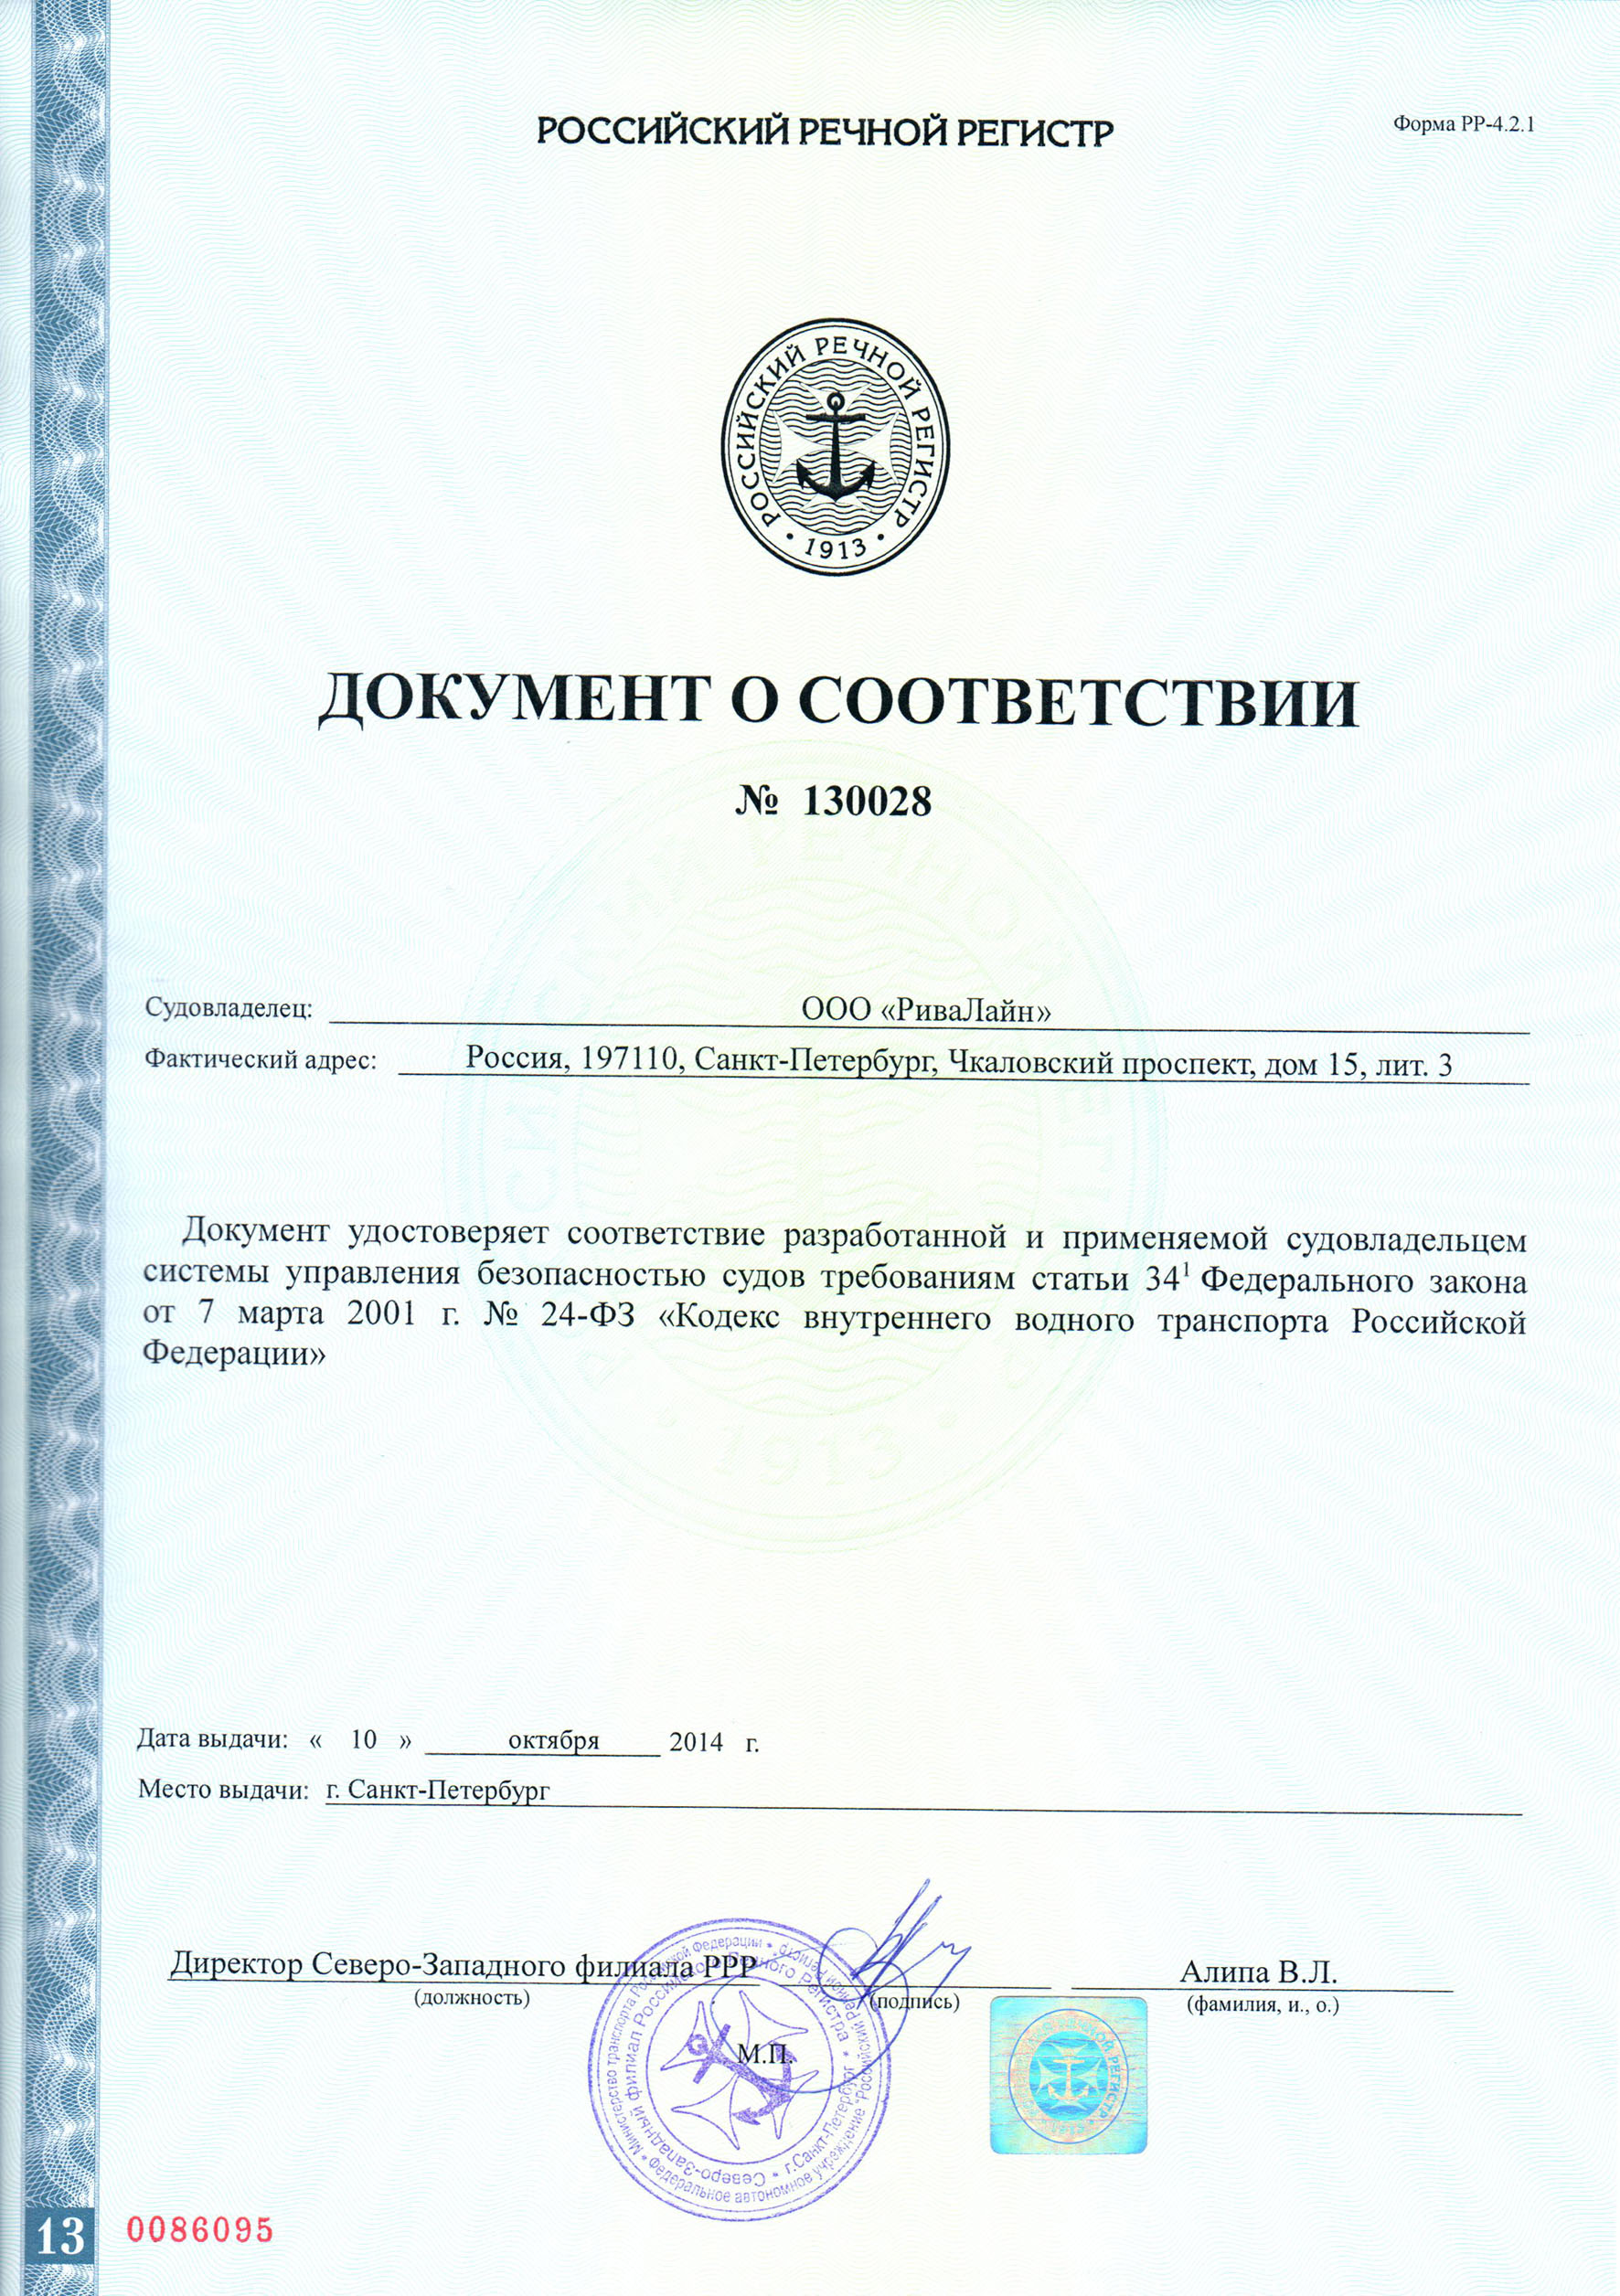 РОССИЙСКИЙ РЕЧНОЙ РЕГИСТР
Форма РР-4.2.1
РОССИЙСКИЙ РЕЧНОЙ РЕГИСТР
• 1913 •
ДОКУМЕНТ О СООТВЕТСТВИИ
№ 130028
Судовладелец: ООО «РиваЛайн»
Фактический адрес: Россия, 197110, Санкт-Петербург, Чкаловский проспект, дом 15, лит. З
Документ удостоверяет соответствие разработанной и применяемой судовладельцем
системы управления безопасностью судов требованиям статьи 34¹ Федерального закона
от 7 марта 2001 г. № 24-ФЗ «Кодекс внутреннего водного транспорта Российской
Федерации»
Дата выдачи: « 10 » октября 2014 г.
Место выдачи: г. Санкт-Петербург
Директор Северо-Западного филиала РРР
Алипа В.Л.
(должность)
(подпись)
(фамилия, и., о.)
М.П.
Министерство транспорта Российской Федерации • Федеральное автономное учреждение "Российский Речной Регистр" •
Северо-Западный филиал Российского Речного Регистра • г.Санкт-Петербург •
РЕЧНОЙ РЕГИСТР
13
0086095